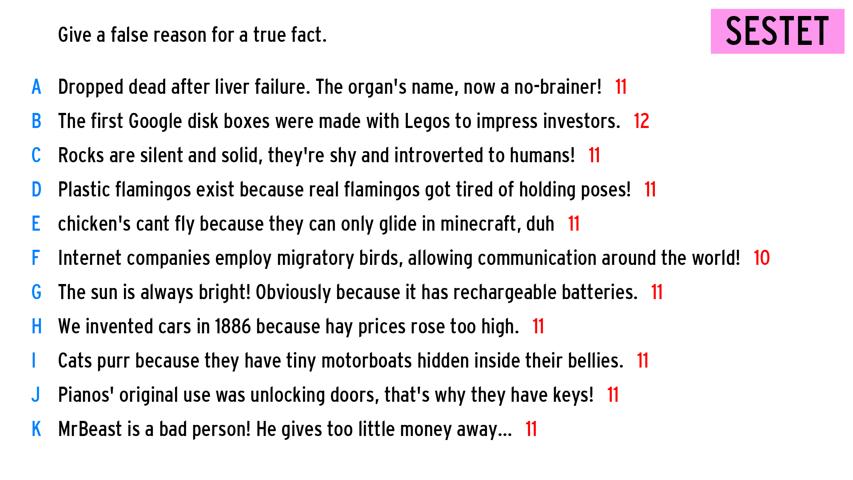 Give a false reason for a true fact.
SESTET
A Dropped dead after liver failure. The organ's name, now a no-brainer! 11
B The first Google disk boxes were made with Legos to impress investors. 12
C Rocks are silent and solid, they're shy and introverted to humans! 11
D Plastic flamingos exist because real flamingos got tired of holding poses! 11
E chicken's cant fly because they can only glide in minecraft, duh 11
F Internet companies employ migratory birds, allowing communication around the world! 10
G The sun is always bright! Obviously because it has rechargeable batteries. 11
H We invented cars in 1886 because hay prices rose too high. 11
I Cats purr because they have tiny motorboats hidden inside their bellies. 11
J Pianos' original use was unlocking doors, that's why they have keys! 11
K MrBeast is a bad person! He gives too little money away... 11